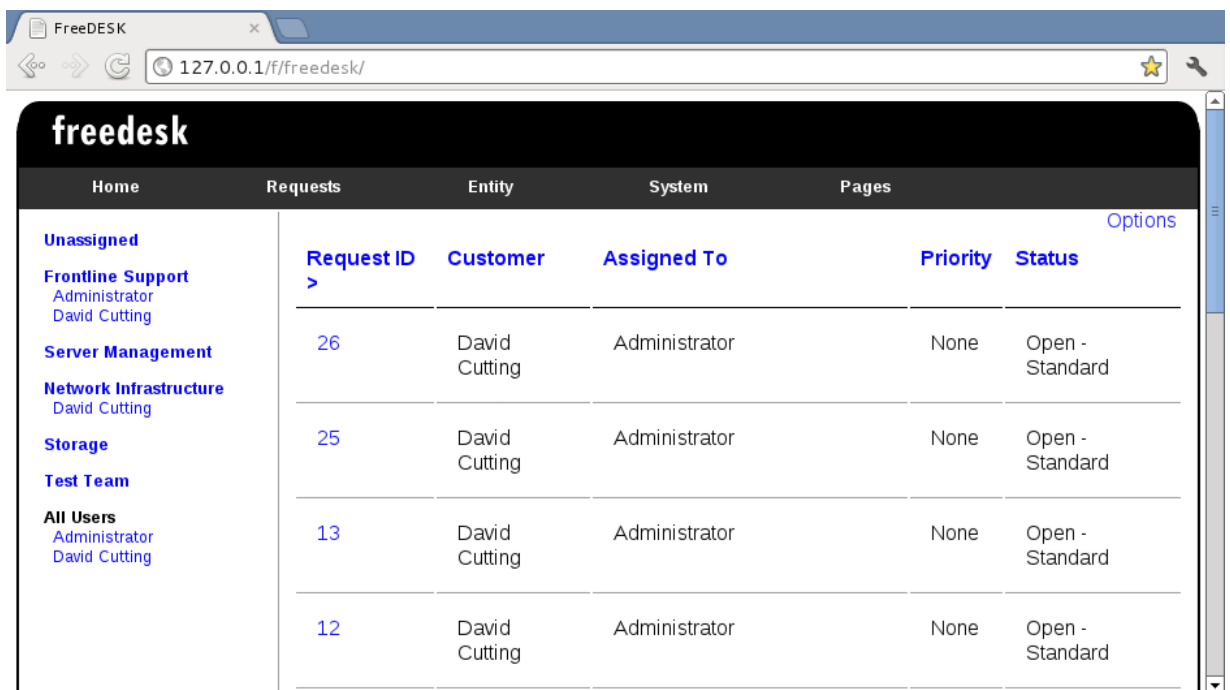 FreeDESK
127.0.0.1/f/freedesk/
freedesk
Home Requests Entity System Pages
Options
Unassigned
Frontline Support
Administrator
David Cutting
Server Management
Network Infrastructure
David Cutting
Storage
Test Team
All Users
Administrator
David Cutting
Request ID > Customer Assigned To Priority Status
26 David Cutting Administrator None Open - Standard
25 David Cutting Administrator None Open - Standard
13 David Cutting Administrator None Open - Standard
12 David Cutting Administrator None Open - Standard